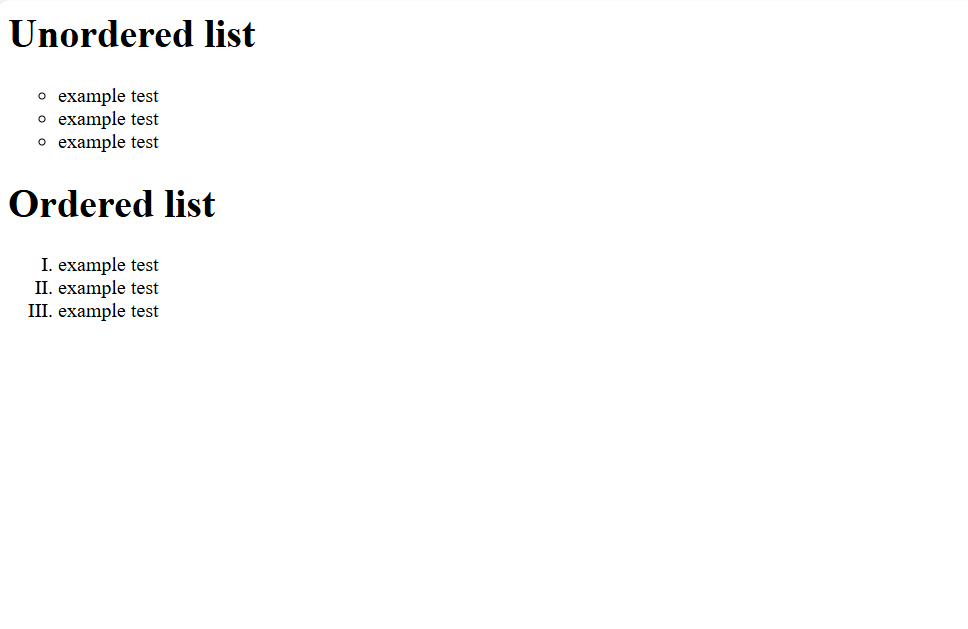 Unordered list
◦ example test
◦ example test
◦ example test
Ordered list
I. example test
II. example test
III. example test